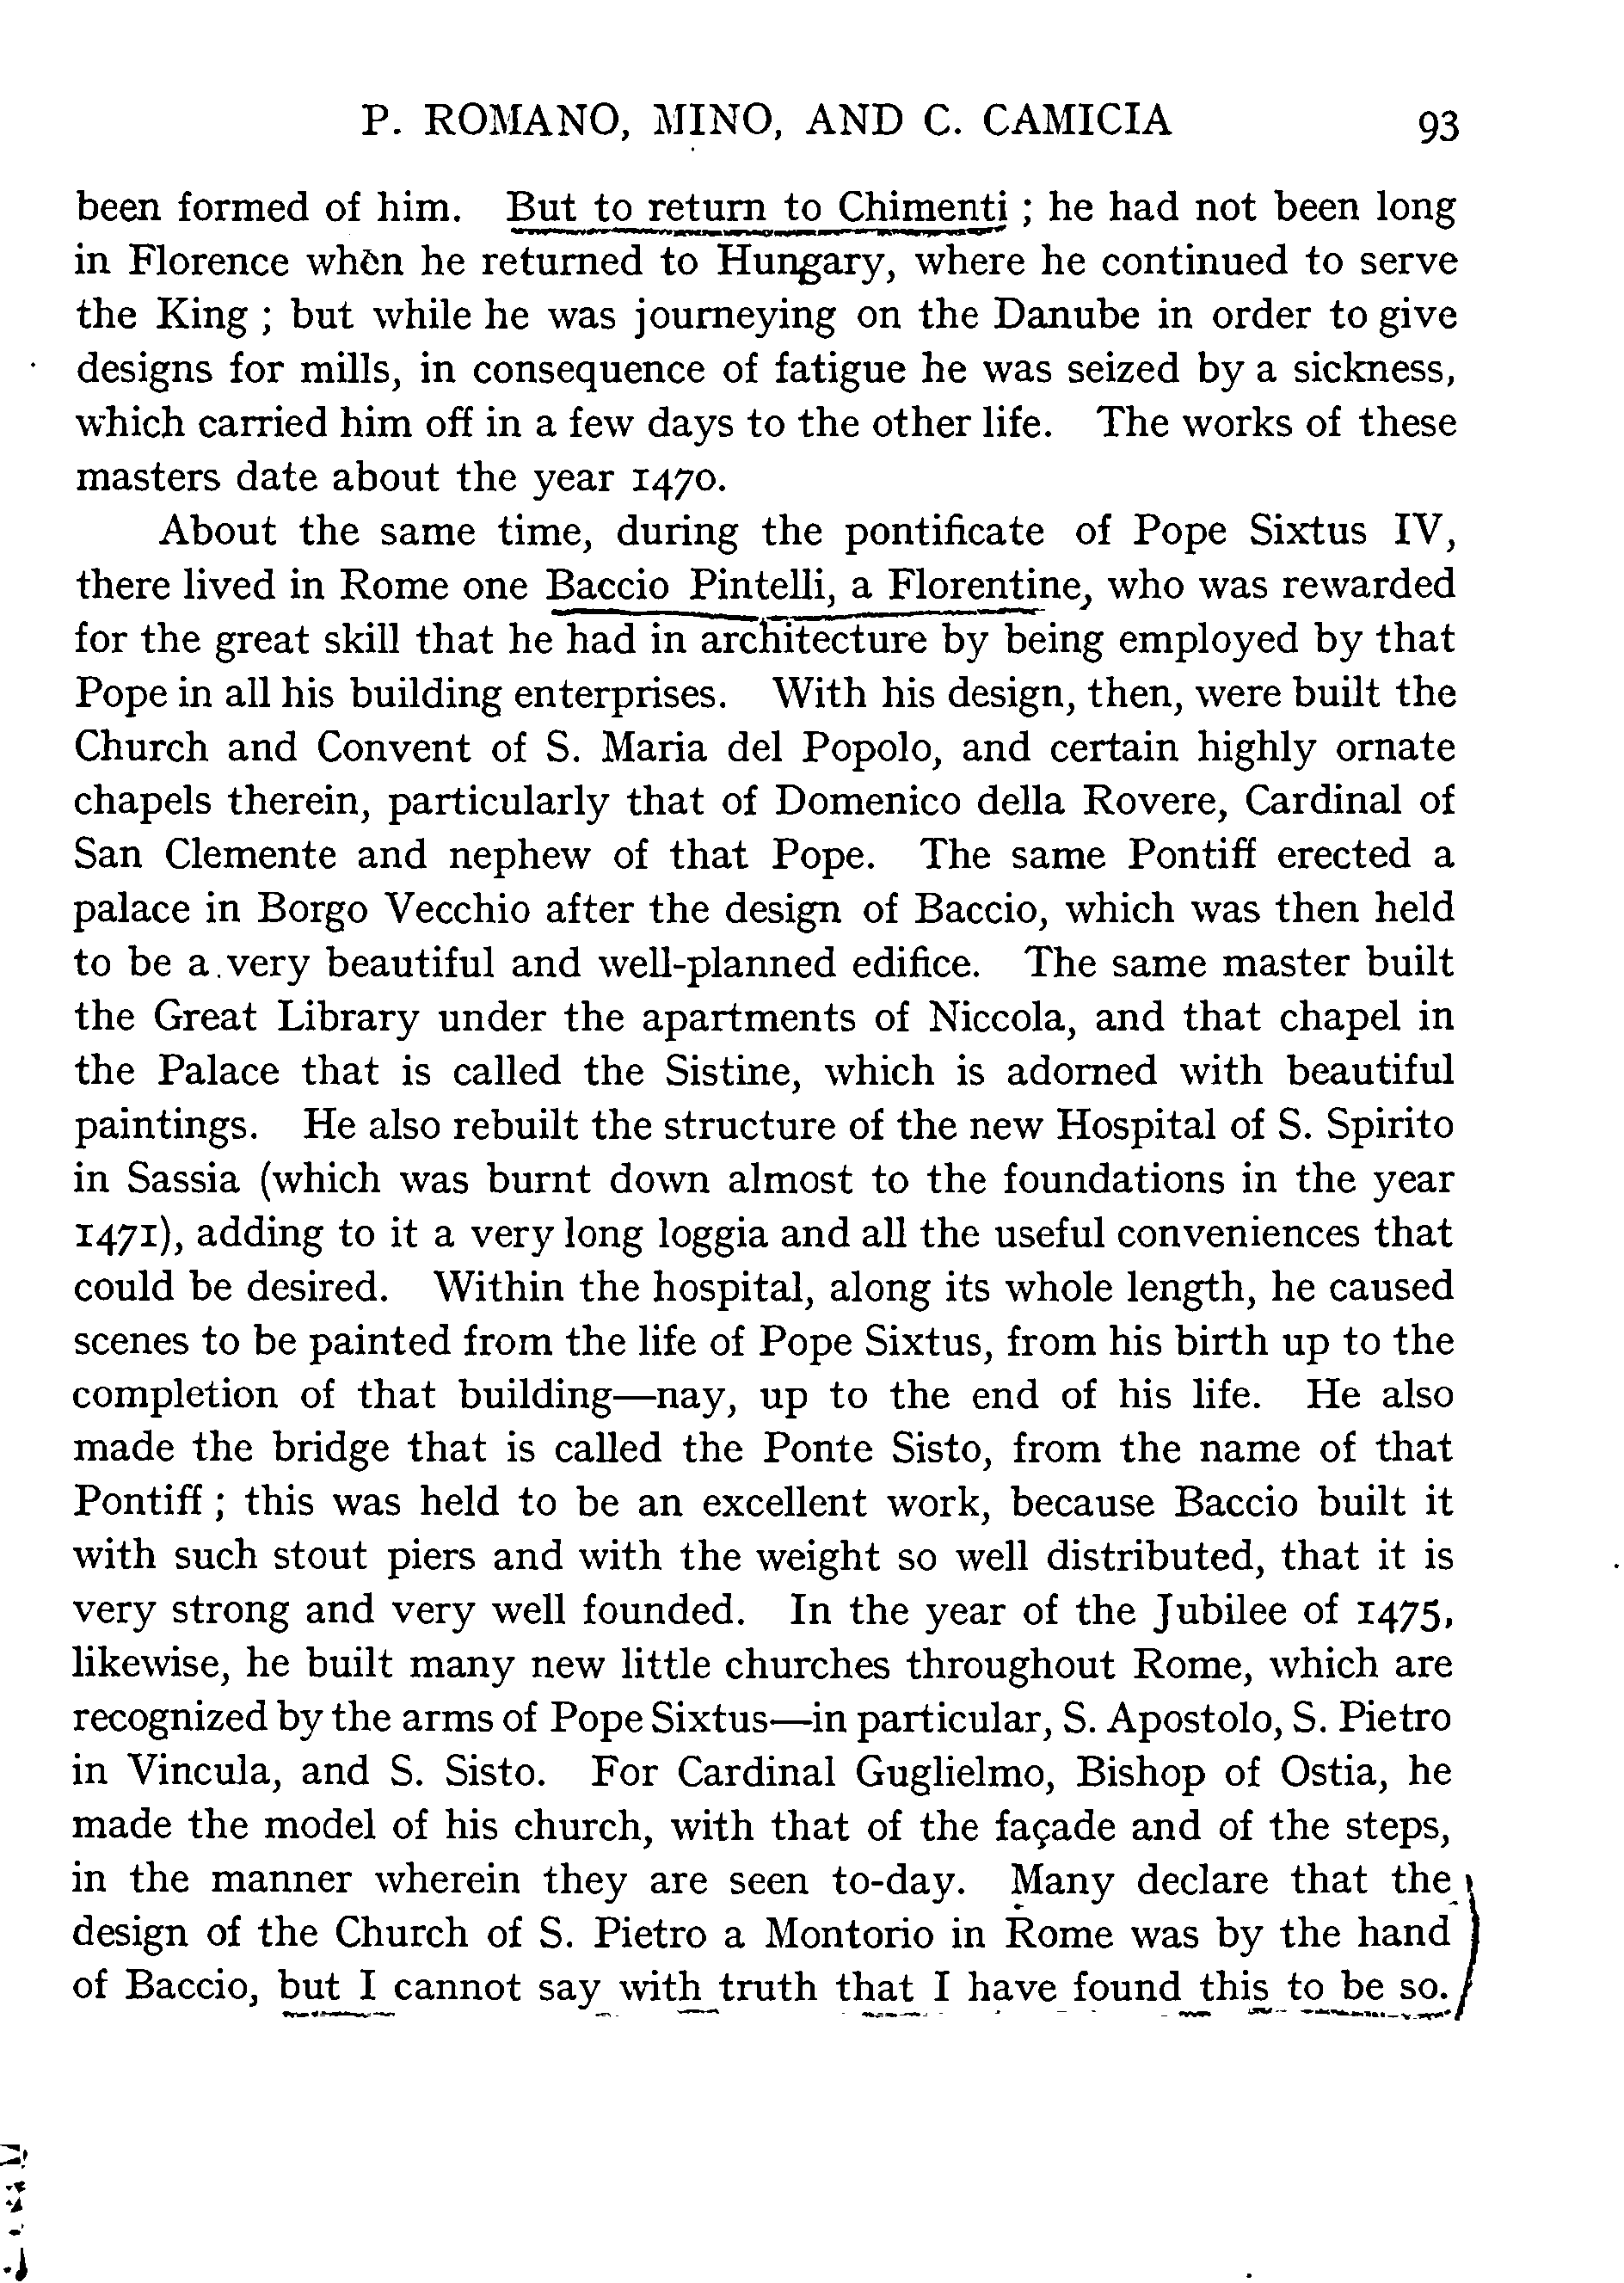 P. ROMANO, MINO, AND C. CAMICIA 93
been formed of him. But to return to Chimenti ; he had not been long
in Florence when he returned to Hungary, where he continued to serve
the King ; but while he was journeying on the Danube in order to give
designs for mills, in consequence of fatigue he was seized by a sickness,
which carried him off in a few days to the other life. The works of these
masters date about the year 1470.
About the same time, during the pontificate of Pope Sixtus IV,
there lived in Rome one Baccio Pintelli, a Florentine, who was rewarded
for the great skill that he had in architecture by being employed by that
Pope in all his building enterprises. With his design, then, were built the
Church and Convent of S. Maria del Popolo, and certain highly ornate
chapels therein, particularly that of Domenico della Rovere, Cardinal of
San Clemente and nephew of that Pope. The same Pontiff erected a
palace in Borgo Vecchio after the design of Baccio, which was then held
to be a very beautiful and well-planned edifice. The same master built
the Great Library under the apartments of Niccola, and that chapel in
the Palace that is called the Sistine, which is adorned with beautiful
paintings. He also rebuilt the structure of the new Hospital of S. Spirito
in Sassia (which was burnt down almost to the foundations in the year
1471), adding to it a very long loggia and all the useful conveniences that
could be desired. Within the hospital, along its whole length, he caused
scenes to be painted from the life of Pope Sixtus, from his birth up to the
completion of that building—nay, up to the end of his life. He also
made the bridge that is called the Ponte Sisto, from the name of that
Pontiff ; this was held to be an excellent work, because Baccio built it
with such stout piers and with the weight so well distributed, that it is
very strong and very well founded. In the year of the Jubilee of 1475,
likewise, he built many new little churches throughout Rome, which are
recognized by the arms of Pope Sixtus—in particular, S. Apostolo, S. Pietro
in Vincula, and S. Sisto. For Cardinal Guglielmo, Bishop of Ostia, he
made the model of his church, with that of the façade and of the steps,
in the manner wherein they are seen to-day. Many declare that the
design of the Church of S. Pietro a Montorio in Rome was by the hand
of Baccio, but I cannot say with truth that I have found this to be so.